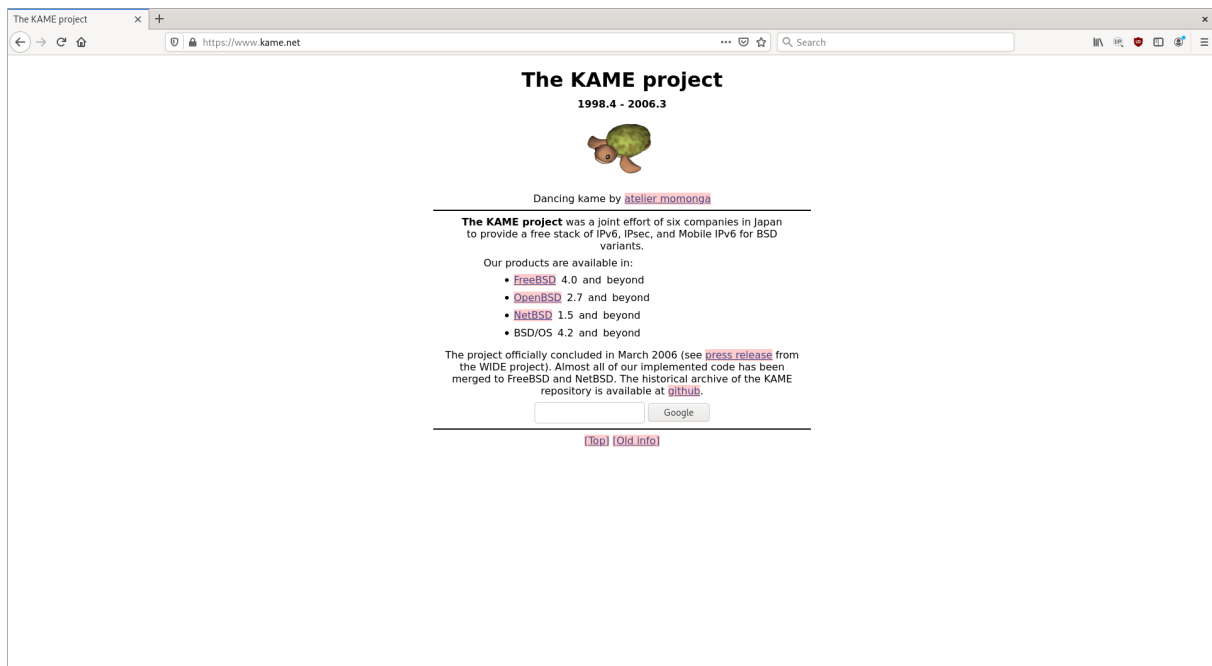 The KAME project
https://www.kame.net
Search
The KAME project
1998.4 - 2006.3
Dancing kame by atelier momonga
The KAME project was a joint effort of six companies in Japan
to provide a free stack of IPv6, IPsec, and Mobile IPv6 for BSD
variants.
Our products are available in:
• FreeBSD 4.0 and beyond
• OpenBSD 2.7 and beyond
• NetBSD 1.5 and beyond
• BSD/OS 4.2 and beyond
The project officially concluded in March 2006 (see press release from
the WIDE project). Almost all of our implemented code has been
merged to FreeBSD and NetBSD. The historical archive of the KAME
repository is available at github.
Google
[Top] [Old info]